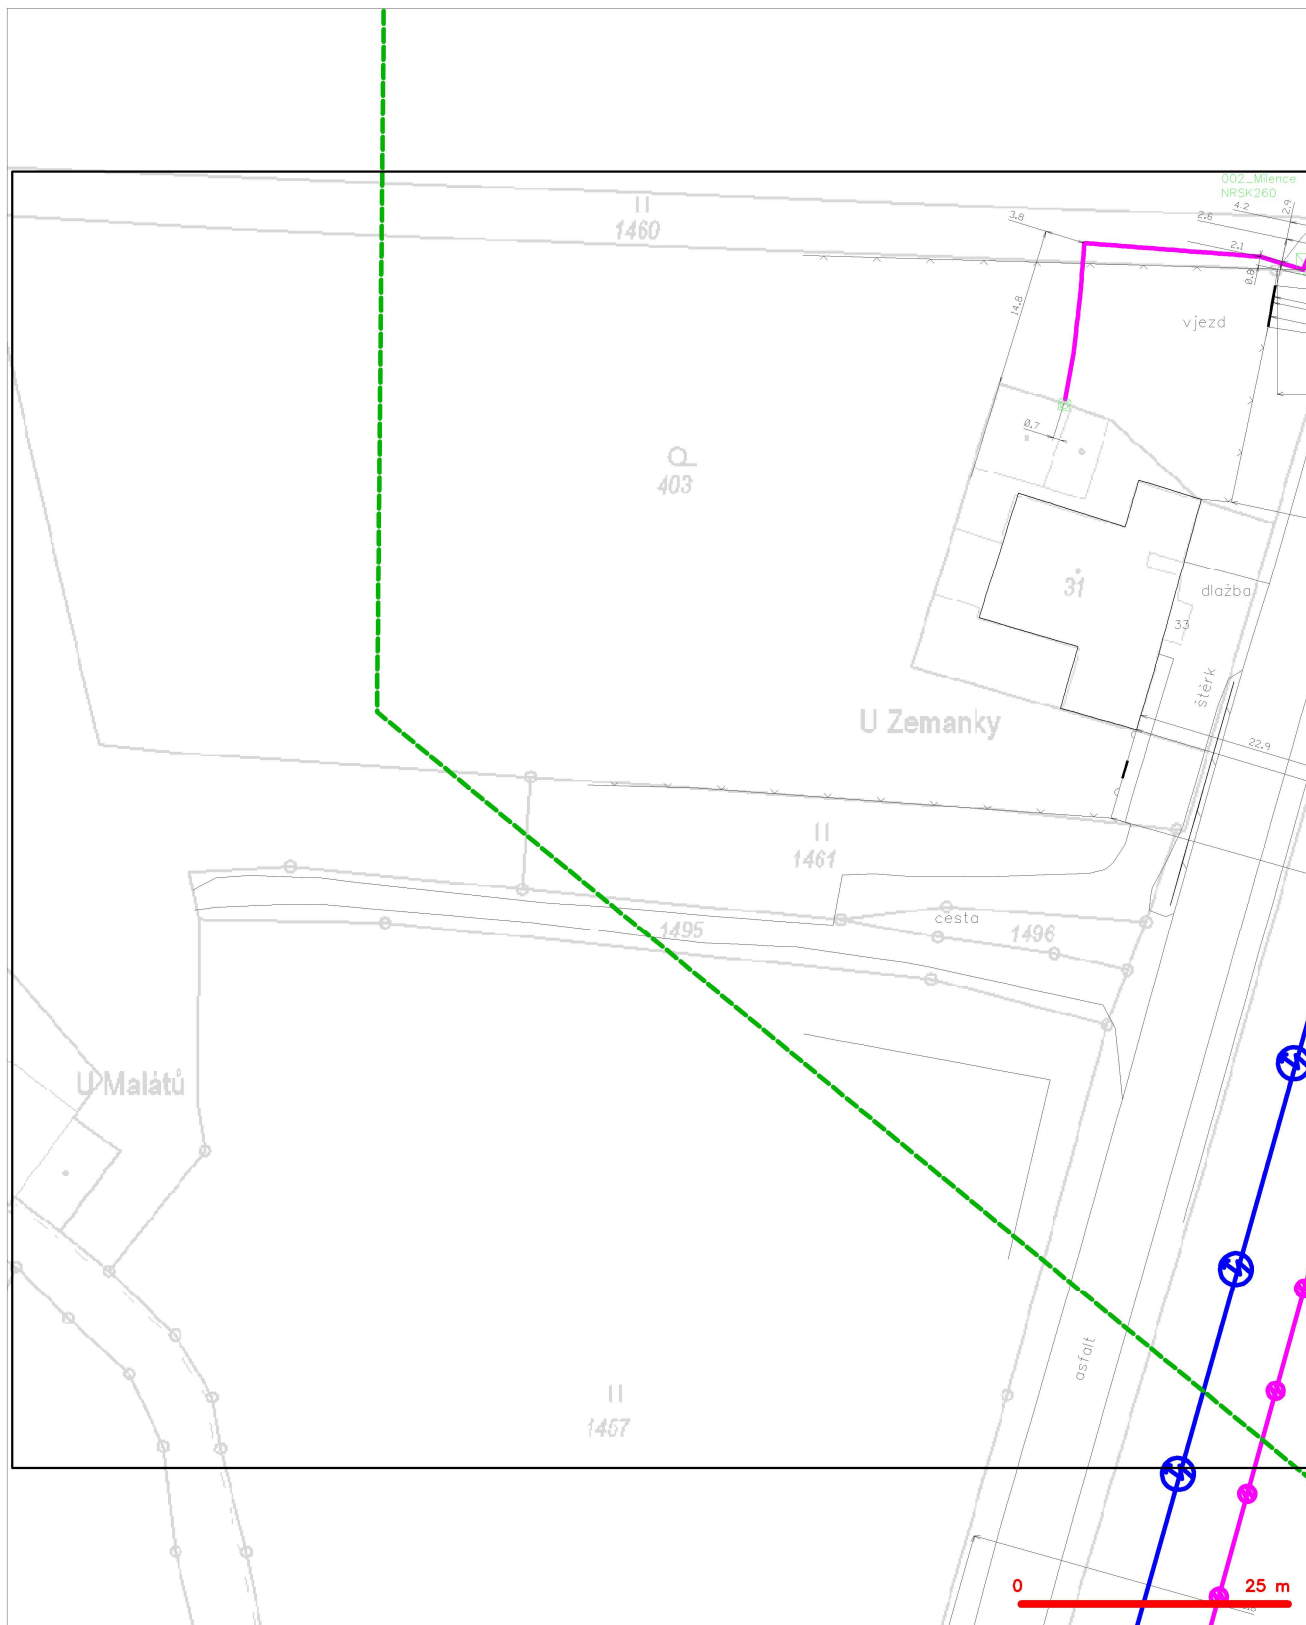 002_Milence
NRSK260
4.2
2.9
3.8
2.6
1460
2.1
0.8
14.8
vjezd
0.7
403
31
dlažba
33
štěrk
U Zemanky
22.9
1461
cesta
1495
1496
U Malátů
asfalt
1457
0
25 m